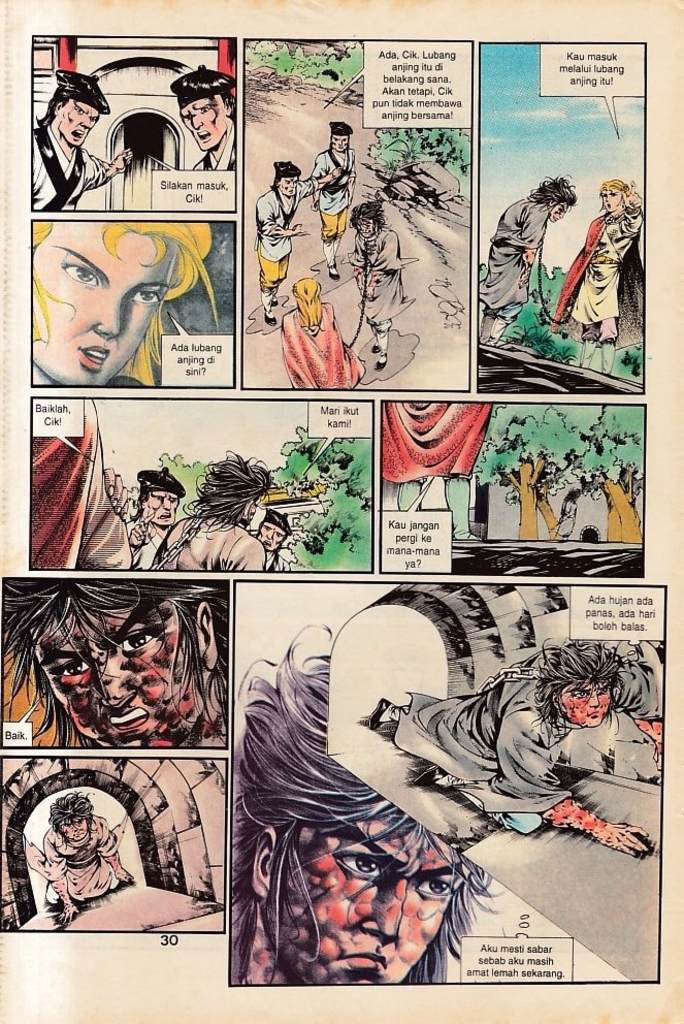 Silakan masuk,
Cik!
Ada lubang
anjing di
sini?
Ada, Cik. Lubang
anjing itu di
belakang sana.
Akan tetapi, Cik
pun tidak membawa
anjing bersama!
Kau masuk
melalui lubang
anjing itu!
Baiklah,
Cik!
Mari ikut
kami!
Kau jangan
pergi ke
mana-mana
ya?
Baik.
Ada hujan ada
panas, ada hari
boleh balas.
Aku mesti sabar
sebab aku masih
amat lemah sekarang.
30